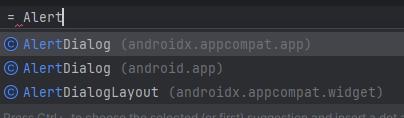 = Alert
AlertDialog (androidx.appcompat.app)
AlertDialog (android.app)
AlertDialogLayout (androidx.appcompat.widget)